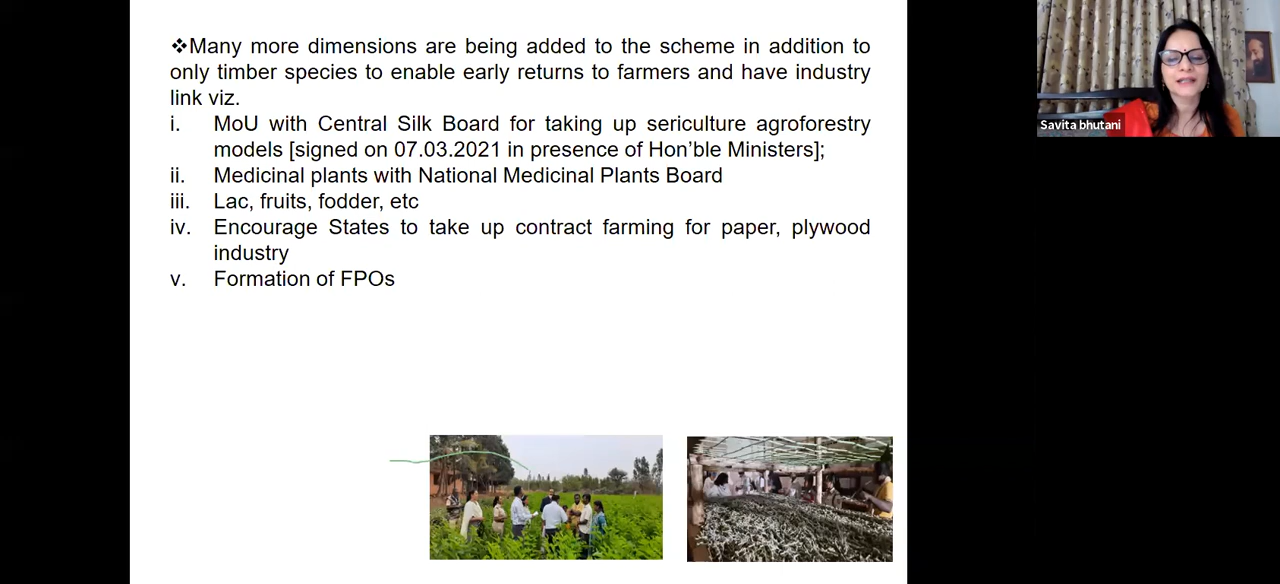 ❖Many more dimensions are being added to the scheme in addition to
only timber species to enable early returns to farmers and have industry
link viz.
i. MoU with Central Silk Board for taking up sericulture agroforestry
models [signed on 07.03.2021 in presence of Hon'ble Ministers];
ii. Medicinal plants with National Medicinal Plants Board
iii. Lac, fruits, fodder, etc
iv. Encourage States to take up contract farming for paper, plywood
industry
v. Formation of FPOs
Savita bhutani